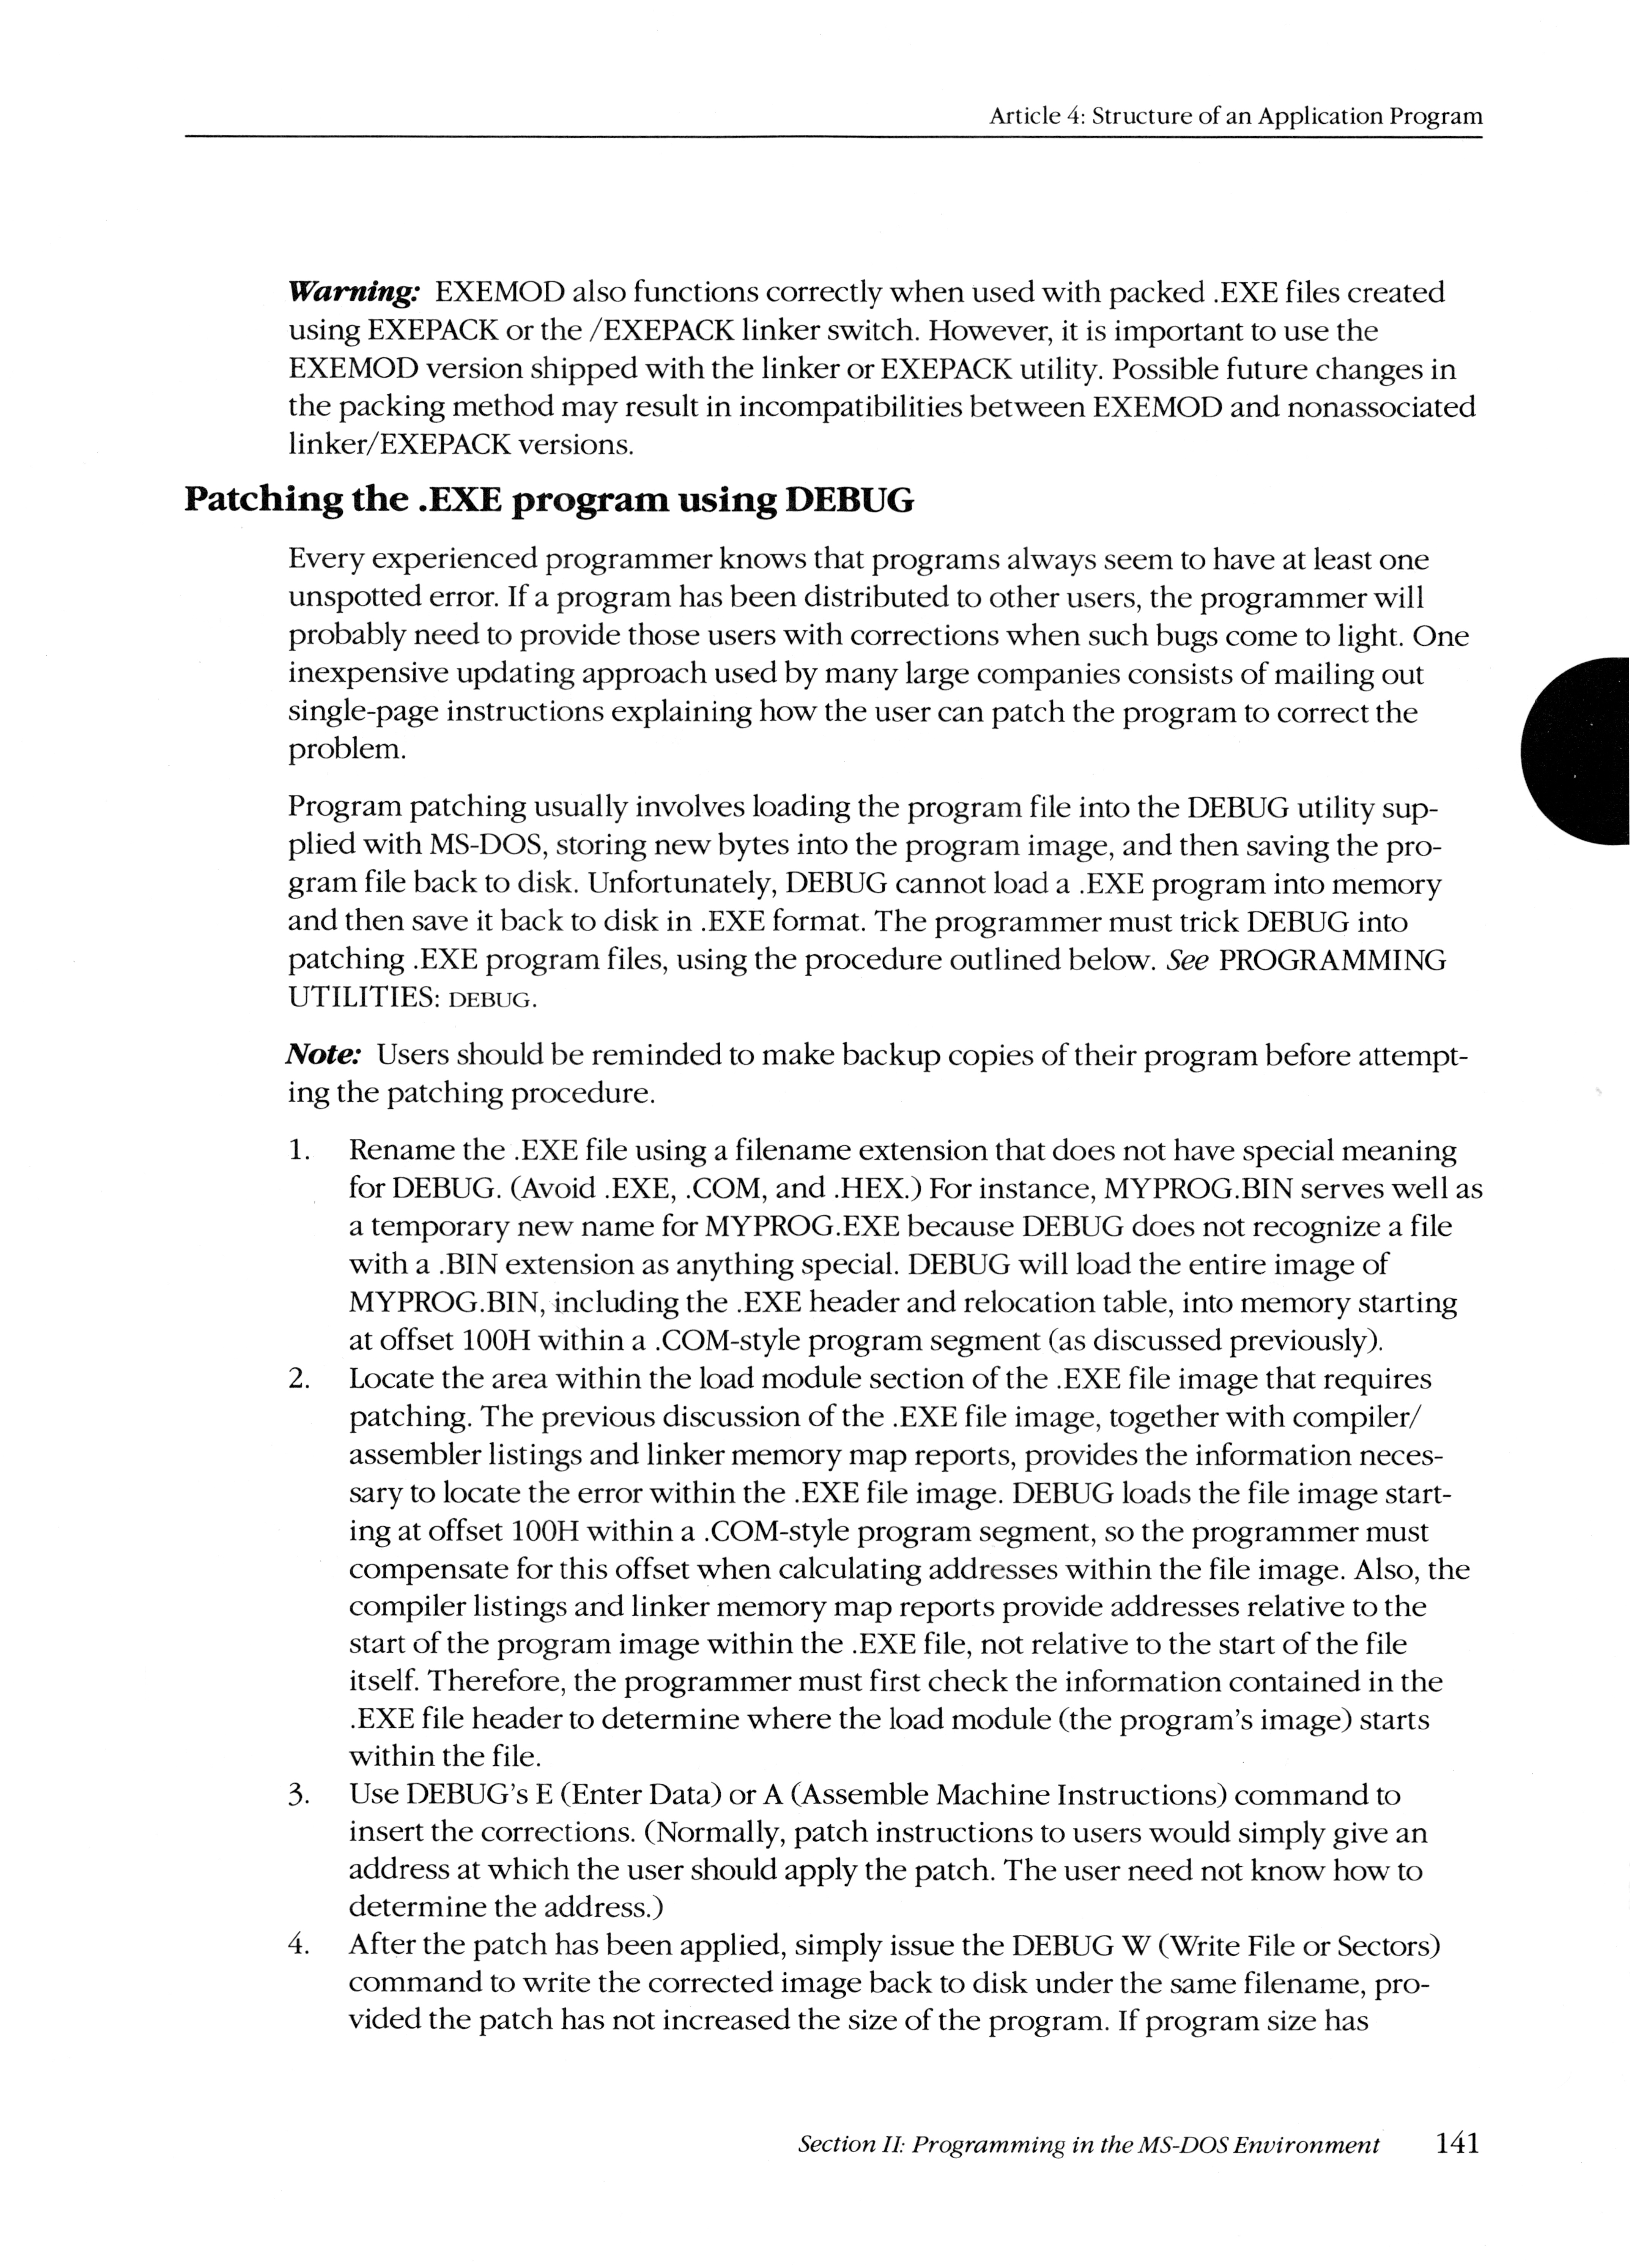 Article 4: Structure of an Application Program
Warning: EXEMOD also functions correctly when used with packed .EXE files created
using EXEPACK or the /EXEPACK linker switch. However, it is important to use the
EXEMOD version shipped with the linker or EXEPACK utility. Possible future changes in
the packing method may result in incompatibilities between EXEMOD and nonassociated
linker/EXEPACK versions.
Patching the .EXE program using DEBUG
Every experienced programmer knows that programs always seem to have at least one
unspotted error. If a program has been distributed to other users, the programmer will
probably need to provide those users with corrections when such bugs come to light. One
inexpensive updating approach used by many large companies consists of mailing out
single-page instructions explaining how the user can patch the program to correct the
problem.
Program patching usually involves loading the program file into the DEBUG utility sup-
plied with MS-DOS, storing new bytes into the program image, and then saving the pro-
gram file back to disk. Unfortunately, DEBUG cannot load a .EXE program into memory
and then save it back to disk in .EXE format. The programmer must trick DEBUG into
patching .EXE program files, using the procedure outlined below. See PROGRAMMING
UTILITIES: DEBUG.
Note: Users should be reminded to make backup copies of their program before attempt-
ing the patching procedure.
1. Rename the .EXE file using a filename extension that does not have special meaning
for DEBUG. (Avoid .EXE, .COM, and .HEX.) For instance, MYPROG.BIN serves well as
a temporary new name for MYPROG.EXE because DEBUG does not recognize a file
with a .BIN extension as anything special. DEBUG will load the entire image of
MYPROG.BIN, including the .EXE header and relocation table, into memory starting
at offset 100H within a .COM-style program segment (as discussed previously).
2. Locate the area within the load module section of the .EXE file image that requires
patching. The previous discussion of the .EXE file image, together with compiler/
assembler listings and linker memory map reports, provides the information neces-
sary to locate the error within the .EXE file image. DEBUG loads the file image start-
ing at offset 100H within a .COM-style program segment, so the programmer must
compensate for this offset when calculating addresses within the file image. Also, the
compiler listings and linker memory map reports provide addresses relative to the
start of the program image within the .EXE file, not relative to the start of the file
itself. Therefore, the programmer must first check the information contained in the
.EXE file header to determine where the load module (the program's image) starts
within the file.
3. Use DEBUG's E (Enter Data) or A (Assemble Machine Instructions) command to
insert the corrections. (Normally, patch instructions to users would simply give an
address at which the user should apply the patch. The user need not know how to
determine the address.)
4. After the patch has been applied, simply issue the DEBUG W (Write File or Sectors)
command to write the corrected image back to disk under the same filename, pro-
vided the patch has not increased the size of the program. If program size has
Section II: Programming in the MS-DOS Environment 141